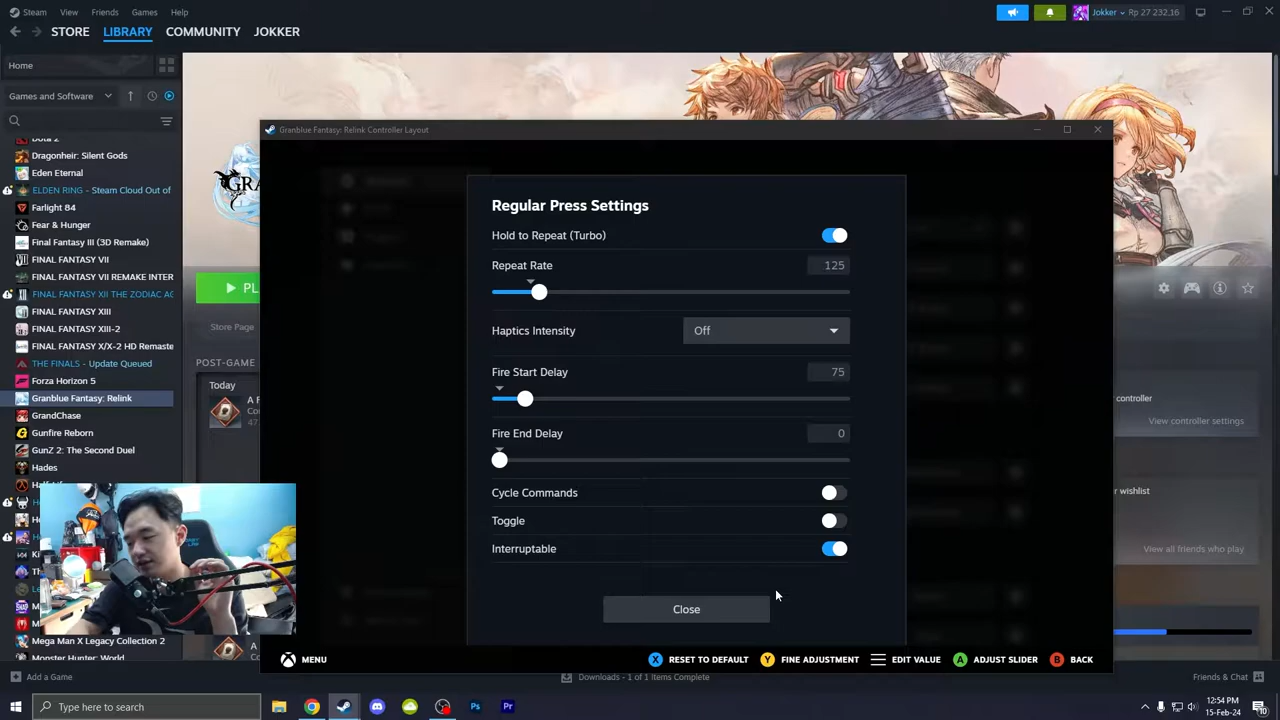 Steam View Friends Games Help
Jokker Rp 27 232,16
STORE LIBRARY COMMUNITY JOKKER
Home
Games and Software
Dragonheir: Silent Gods
Eden Eternal
ELDEN RING - Steam Cloud Out of
Farlight 84
Fear & Hunger
Final Fantasy III (3D Remake)
FINAL FANTASY VII
FINAL FANTASY VII REMAKE INTER
FINAL FANTASY XII THE ZODIAC AG
FINAL FANTASY XIII
FINAL FANTASY XIII-2
FINAL FANTASY X/X-2 HD Remaste
THE FINALS - Update Queued
Forza Horizon 5
Granblue Fantasy: Relink
GrandChase
Gunfire Reborn
GunZ 2: The Second Duel
Hades
Mega Man X Legacy Collection 2
Monster Hunter: World
Store Page
POST-GAME
Today
Granblue Fantasy: Relink Controller Layout
Regular Press Settings
Hold to Repeat (Turbo)
Repeat Rate 125
Haptics Intensity Off
Fire Start Delay 75
Fire End Delay 0
Cycle Commands
Toggle
Interruptable
Close
MENU
RESET TO DEFAULT
Y FINE ADJUSTMENT
EDIT VALUE
A ADJUST SLIDER
B BACK
controller
View controller settings
wishlist
View all friends who play
Add a Game
Downloads - 1 of 1 Items Complete
Friends & Chat
Type here to search
12:54 PM
15-Feb-24